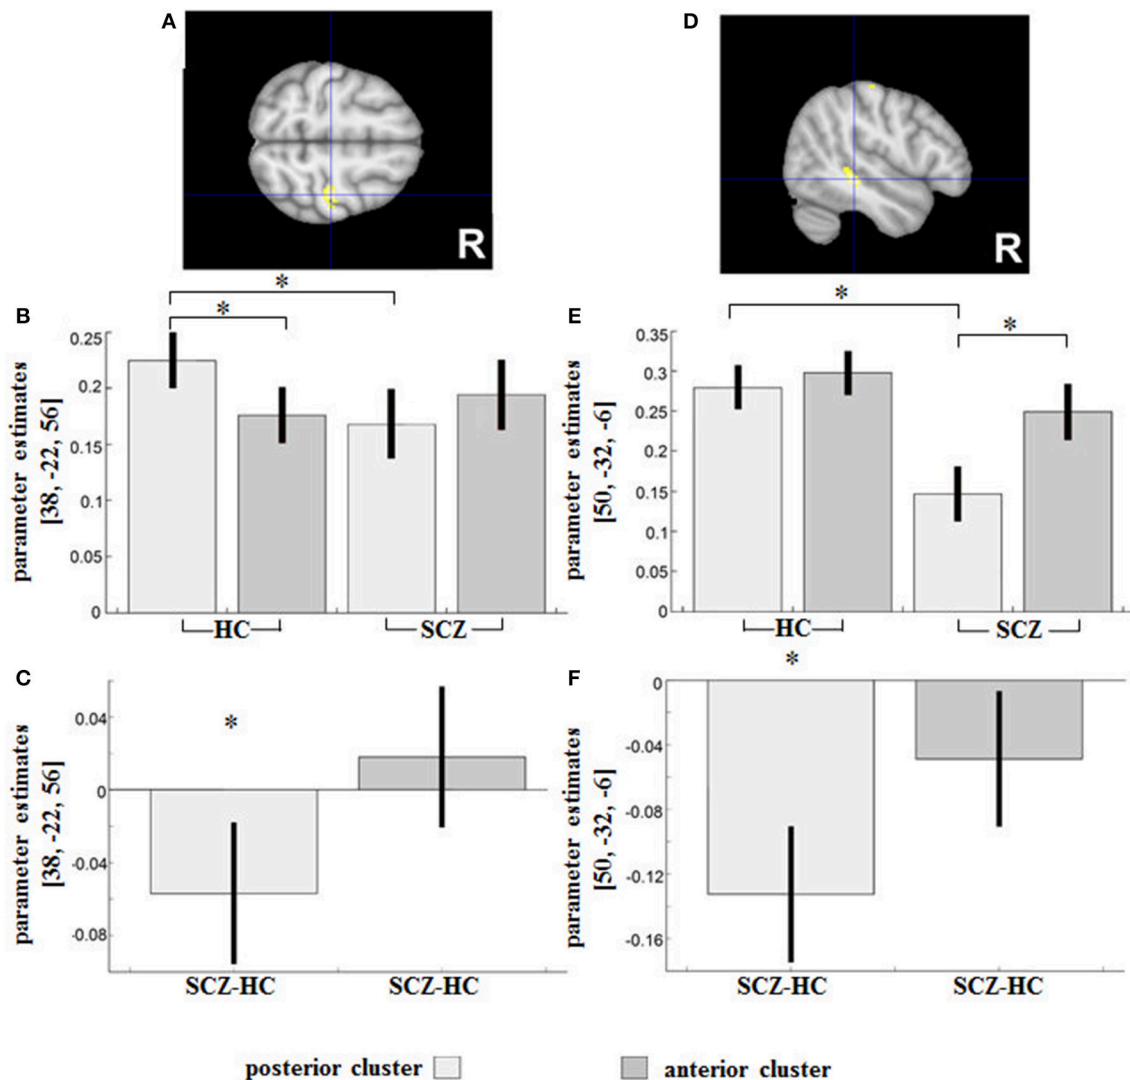 A
R
D
R
B
*
*
parameter estimates
[38, -22, 56]
0.25
0.2
0.15
0.1
0.05
0
HC
SCZ
E
*
*
parameter estimates
[50, -32, -6]
0.35
0.3
0.25
0.2
0.15
0.1
0.05
0
HC
SCZ
C
parameter estimates
[38, -22, 56]
0.04
0
-0.04
-0.08
*
SCZ-HC
SCZ-HC
F
parameter estimates
[50, -32, -6]
0
-0.04
-0.08
-0.12
-0.16
*
SCZ-HC
SCZ-HC
posterior cluster
anterior cluster